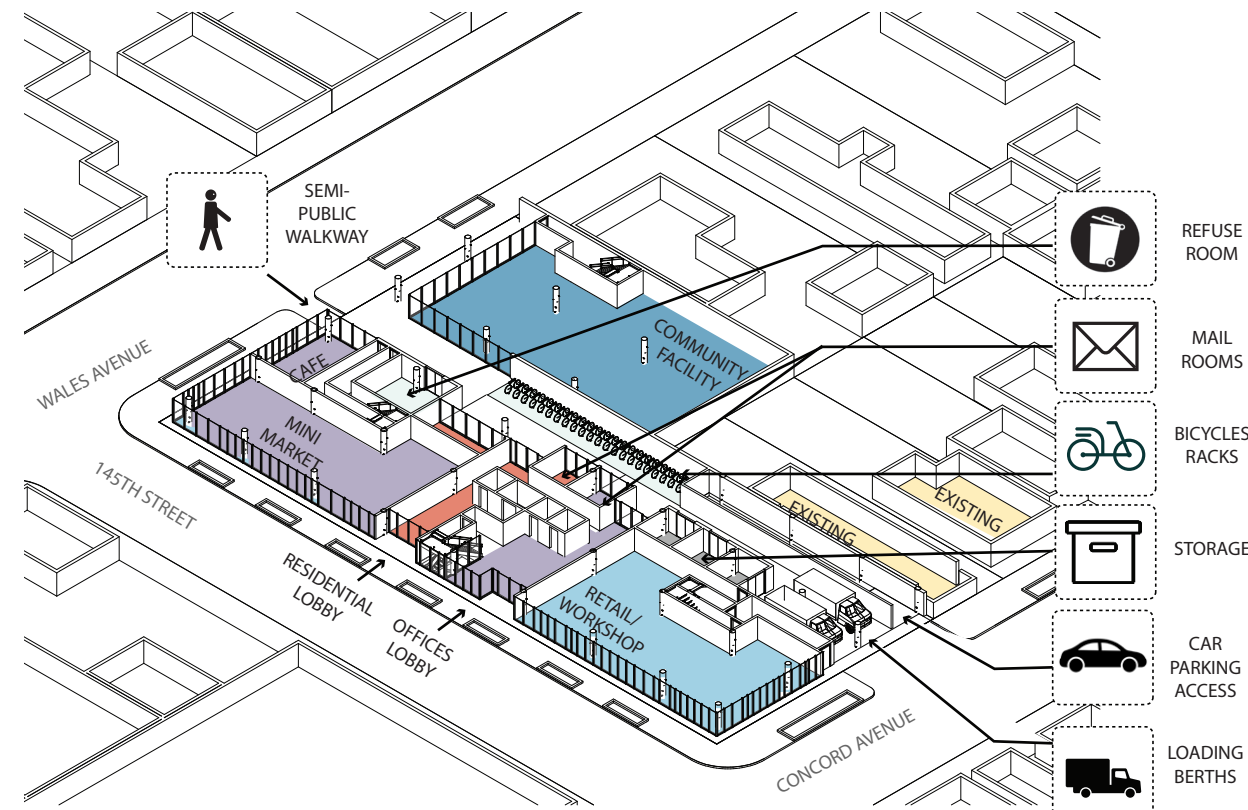 SEMI-
PUBLIC
WALKWAY
REFUSE
ROOM
MAIL
ROOMS
BICYCLES
RACKS
STORAGE
CAR
PARKING
ACCESS
LOADING
BERTHS
COMMUNITY
FACILITY
CAFE
MINI
MARKET
EXISTING
EXISTING
RETAIL/
WORKSHOP
RESIDENTIAL
LOBBY
OFFICES
LOBBY
WALES AVENUE
145TH STREET
CONCORD AVENUE